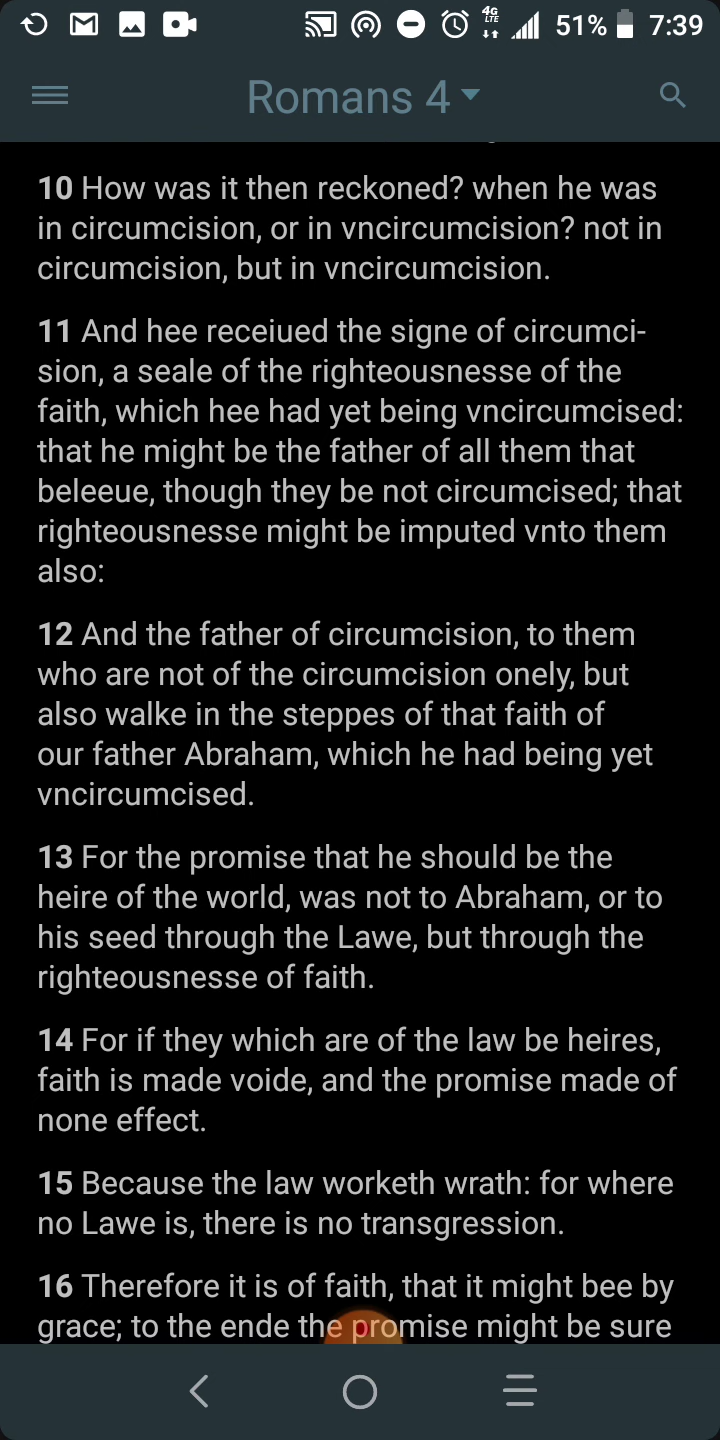 4G
LTE
51%
7:39
Romans 4
10 How was it then reckoned? when he was
in circumcision, or in vncircumcision? not in
circumcision, but in vncircumcision.
11 And hee receiued the signe of circumci-
sion, a seale of the righteousnesse of the
faith, which hee had yet being vncircumcised:
that he might be the father of all them that
beleeue, though they be not circumcised; that
righteousnesse might be imputed vnto them
also:
12 And the father of circumcision, to them
who are not of the circumcision onely, but
also walke in the steppes of that faith of
our father Abraham, which he had being yet
vncircumcised.
13 For the promise that he should be the
heire of the world, was not to Abraham, or to
his seed through the Lawe, but through the
righteousnesse of faith.
14 For if they which are of the law be heires,
faith is made voide, and the promise made of
none effect.
15 Because the law worketh wrath: for where
no Lawe is, there is no transgression.
16 Therefore it is of faith, that it might bee by
grace; to the ende the promise might be sure